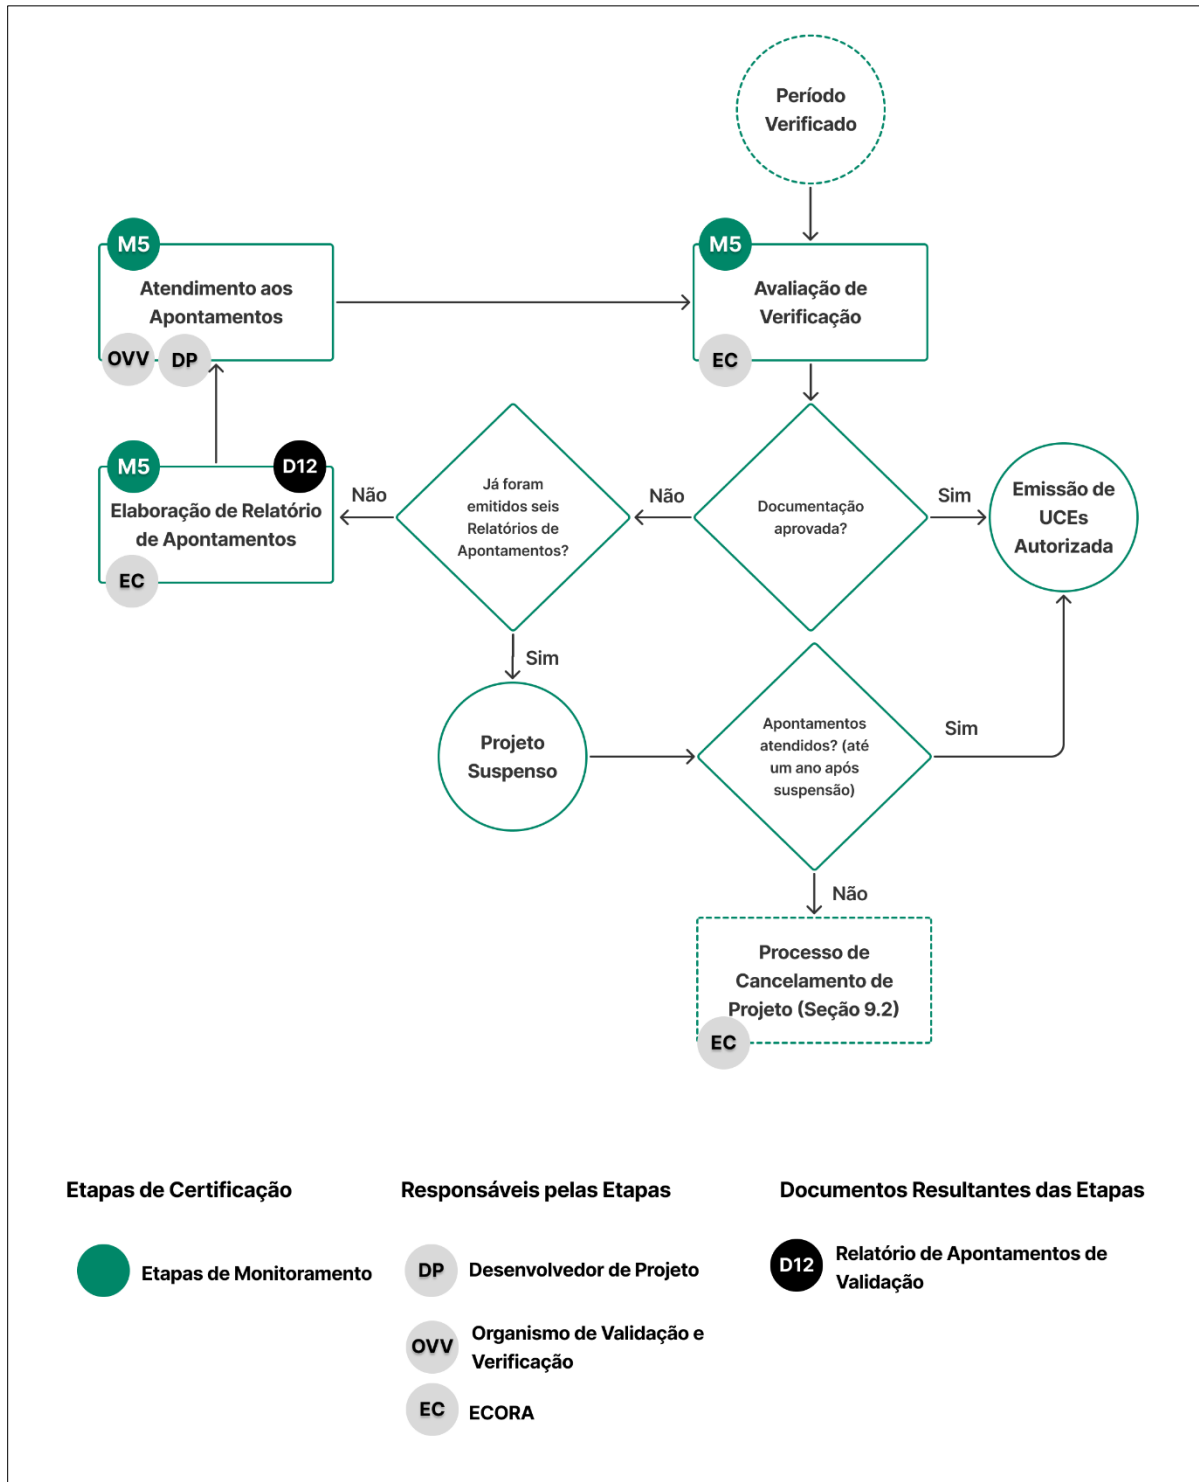 Período
Verificado
M5
Atendimento aos
Apontamentos
OVV
DP
M5
Avaliação de
Verificação
EC
M5
D12
Elaboração de Relatório
de Apontamentos
EC
Não
Já foram
emitidos seis
Relatórios de
Apontamentos?
Não
Documentação
aprovada?
Sim
Emissão de
UCEs
Autorizada
Sim
Projeto
Suspenso
Apontamentos
atendidos? (até
um ano após
suspensão)
Sim
Não
Processo de
Cancelamento de
Projeto (Seção 9.2)
EC
Etapas de Certificação
Etapas de Monitoramento
Responsáveis pelas Etapas
DP
Desenvolvedor de Projeto
OVV
Organismo de Validação e
Verificação
EC
ECORA
Documentos Resultantes das Etapas
D12
Relatório de Apontamentos de
Validação